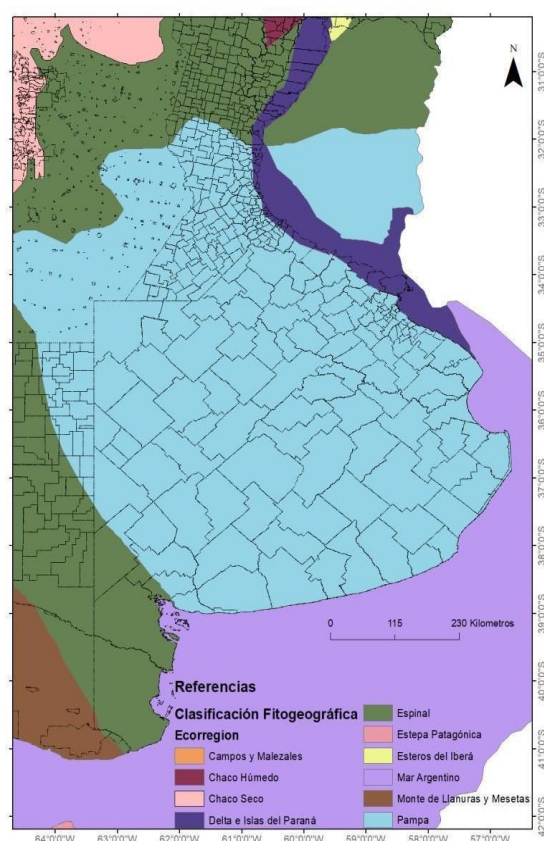 N
31°0'0"S
32°0'0"S
33°0'0"S
34°0'0"S
35°0'0"S
36°0'0"S
37°0'0"S
38°0'0"S
39°0'0"S
40°0'0"S
41°0'0"S
42°0'0"S
0 115 230 Kilometros
Referencias
Clasificación Fitogeográfica
Ecorregion
Campos y Malezales
Chaco Húmedo
Chaco Seco
Delta e Islas del Paraná
Espinal
Estepa Patagónica
Esteros del Iberá
Mar Argentino
Monte de Llanuras y Mesetas
Pampa
64°0'0"W 63°0'0"W 62°0'0"W 61°0'0"W 60°0'0"W 59°0'0"W 58°0'0"W 57°0'0"W